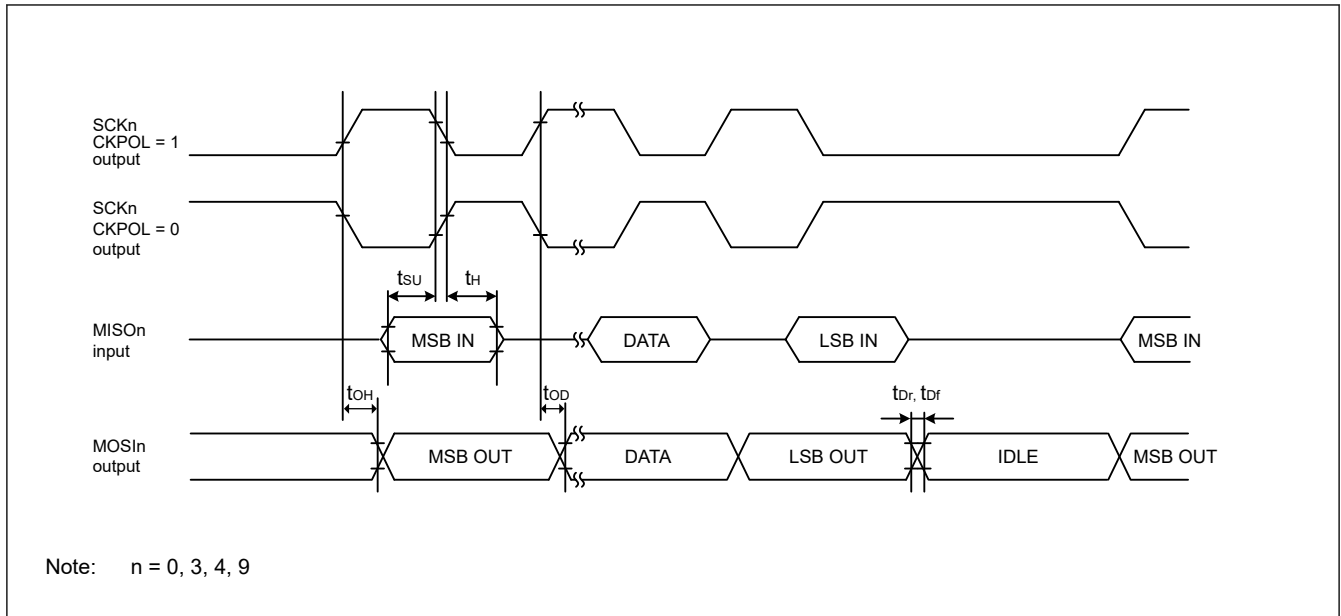 SCKn
CKPOL = 1
output
SCKn
CKPOL = 0
output
tSU
tH
MISOn
input
MSB IN
DATA
LSB IN
MSB IN
tOH
tOD
tDr, tDf
MOSIn
output
MSB OUT
DATA
LSB OUT
IDLE
MSB OUT
Note: n = 0, 3, 4, 9